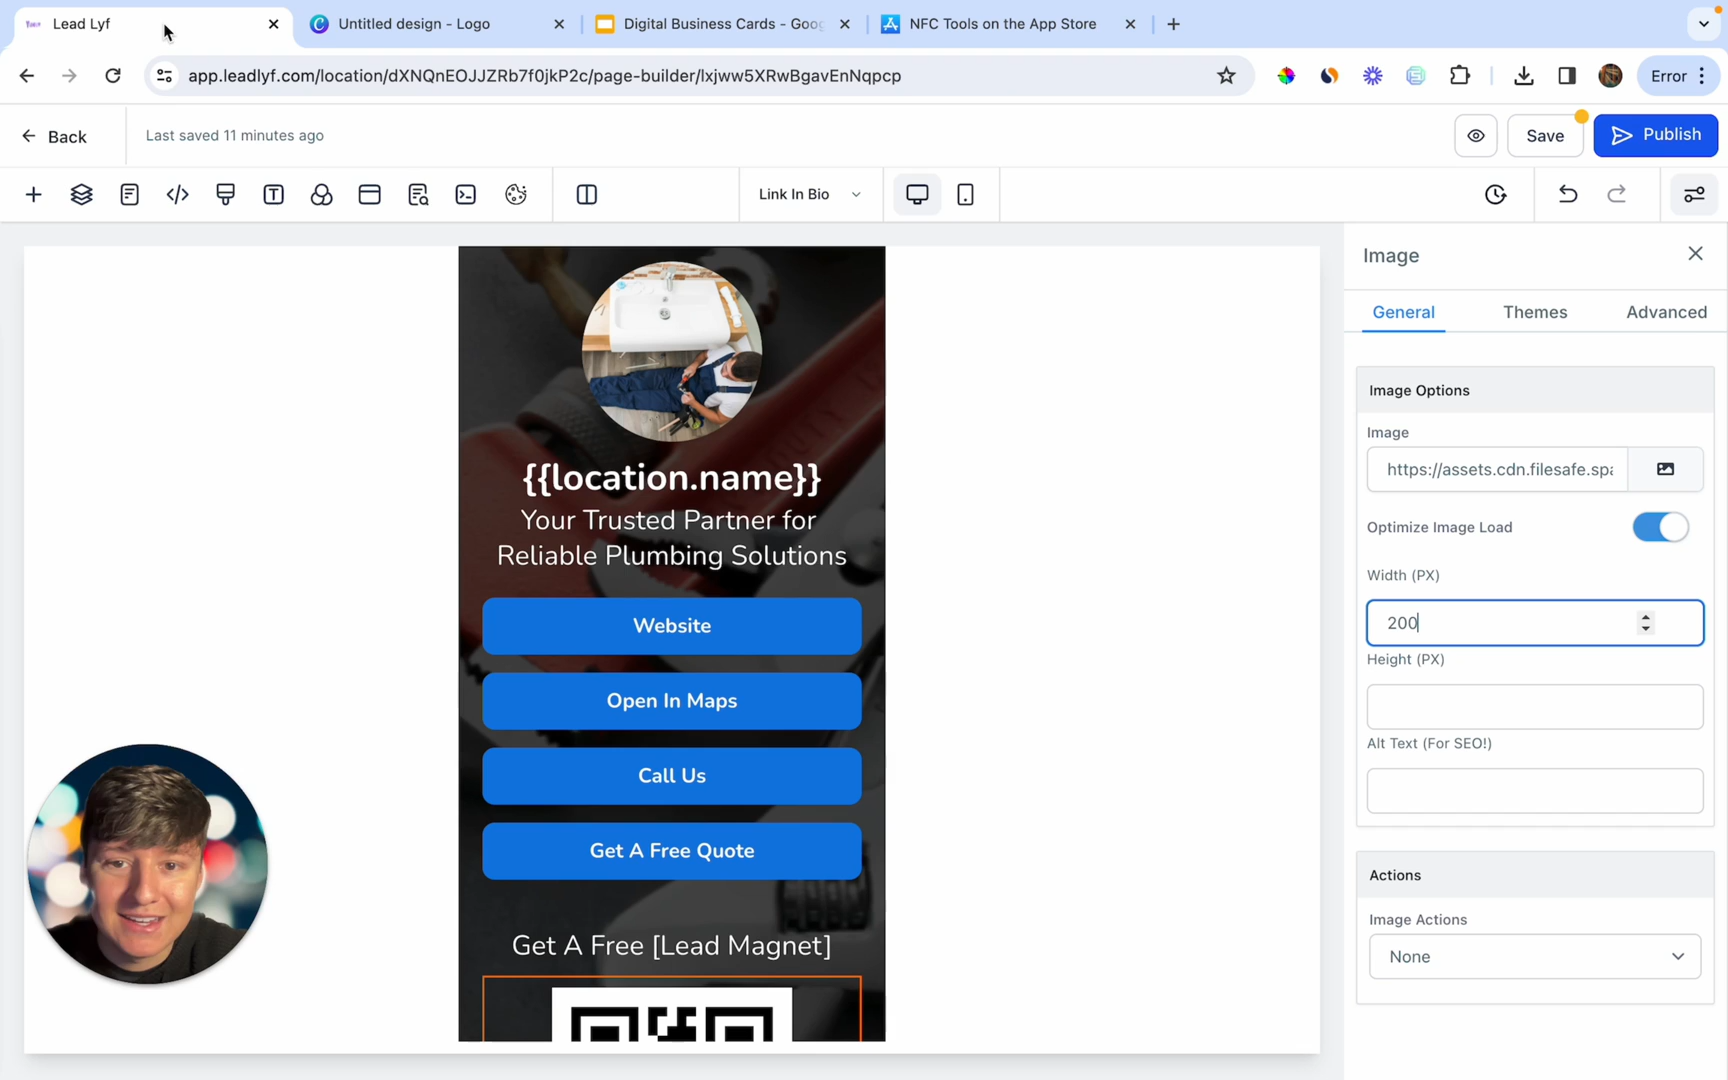 Lead Lyf
Untitled design - Logo
Digital Business Cards - Goo
NFC Tools on the App Store
app.leadlyf.com/location/dXNQnEOJJZRb7f0jkP2c/page-builder/lxjww5XRwBgavEnNqpcp
Error
Back
Last saved 11 minutes ago
Save
Publish
Link In Bio
Image
General
Themes
Advanced
Image Options
Image
https://assets.cdn.filesafe.spa
Optimize Image Load
Width (PX)
200
Height (PX)
Alt Text (For SEO!)
Actions
Image Actions
None
{{location.name}}
Your Trusted Partner for
Reliable Plumbing Solutions
Website
Open In Maps
Call Us
Get A Free Quote
Get A Free [Lead Magnet]